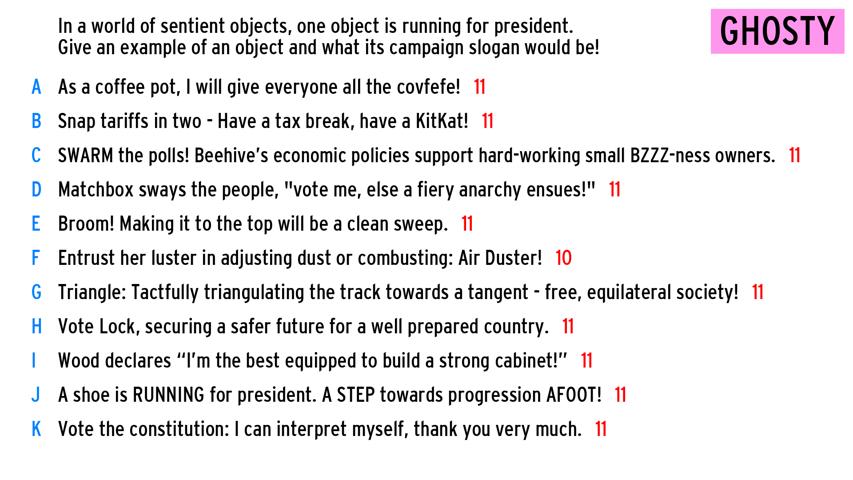 In a world of sentient objects, one object is running for president.
Give an example of an object and what its campaign slogan would be!
GHOSTY
A As a coffee pot, I will give everyone all the covfefe! 11
B Snap tariffs in two - Have a tax break, have a KitKat! 11
C SWARM the polls! Beehive's economic policies support hard-working small BZZZ-ness owners. 11
D Matchbox sways the people, "vote me, else a fiery anarchy ensues!" 11
E Broom! Making it to the top will be a clean sweep. 11
F Entrust her luster in adjusting dust or combusting: Air Duster! 10
G Triangle: Tactfully triangulating the track towards a tangent - free, equilateral society! 11
H Vote Lock, securing a safer future for a well prepared country. 11
I Wood declares “I'm the best equipped to build a strong cabinet!” 11
J A shoe is RUNNING for president. A STEP towards progression AFOOT! 11
K Vote the constitution: I can interpret myself, thank you very much. 11